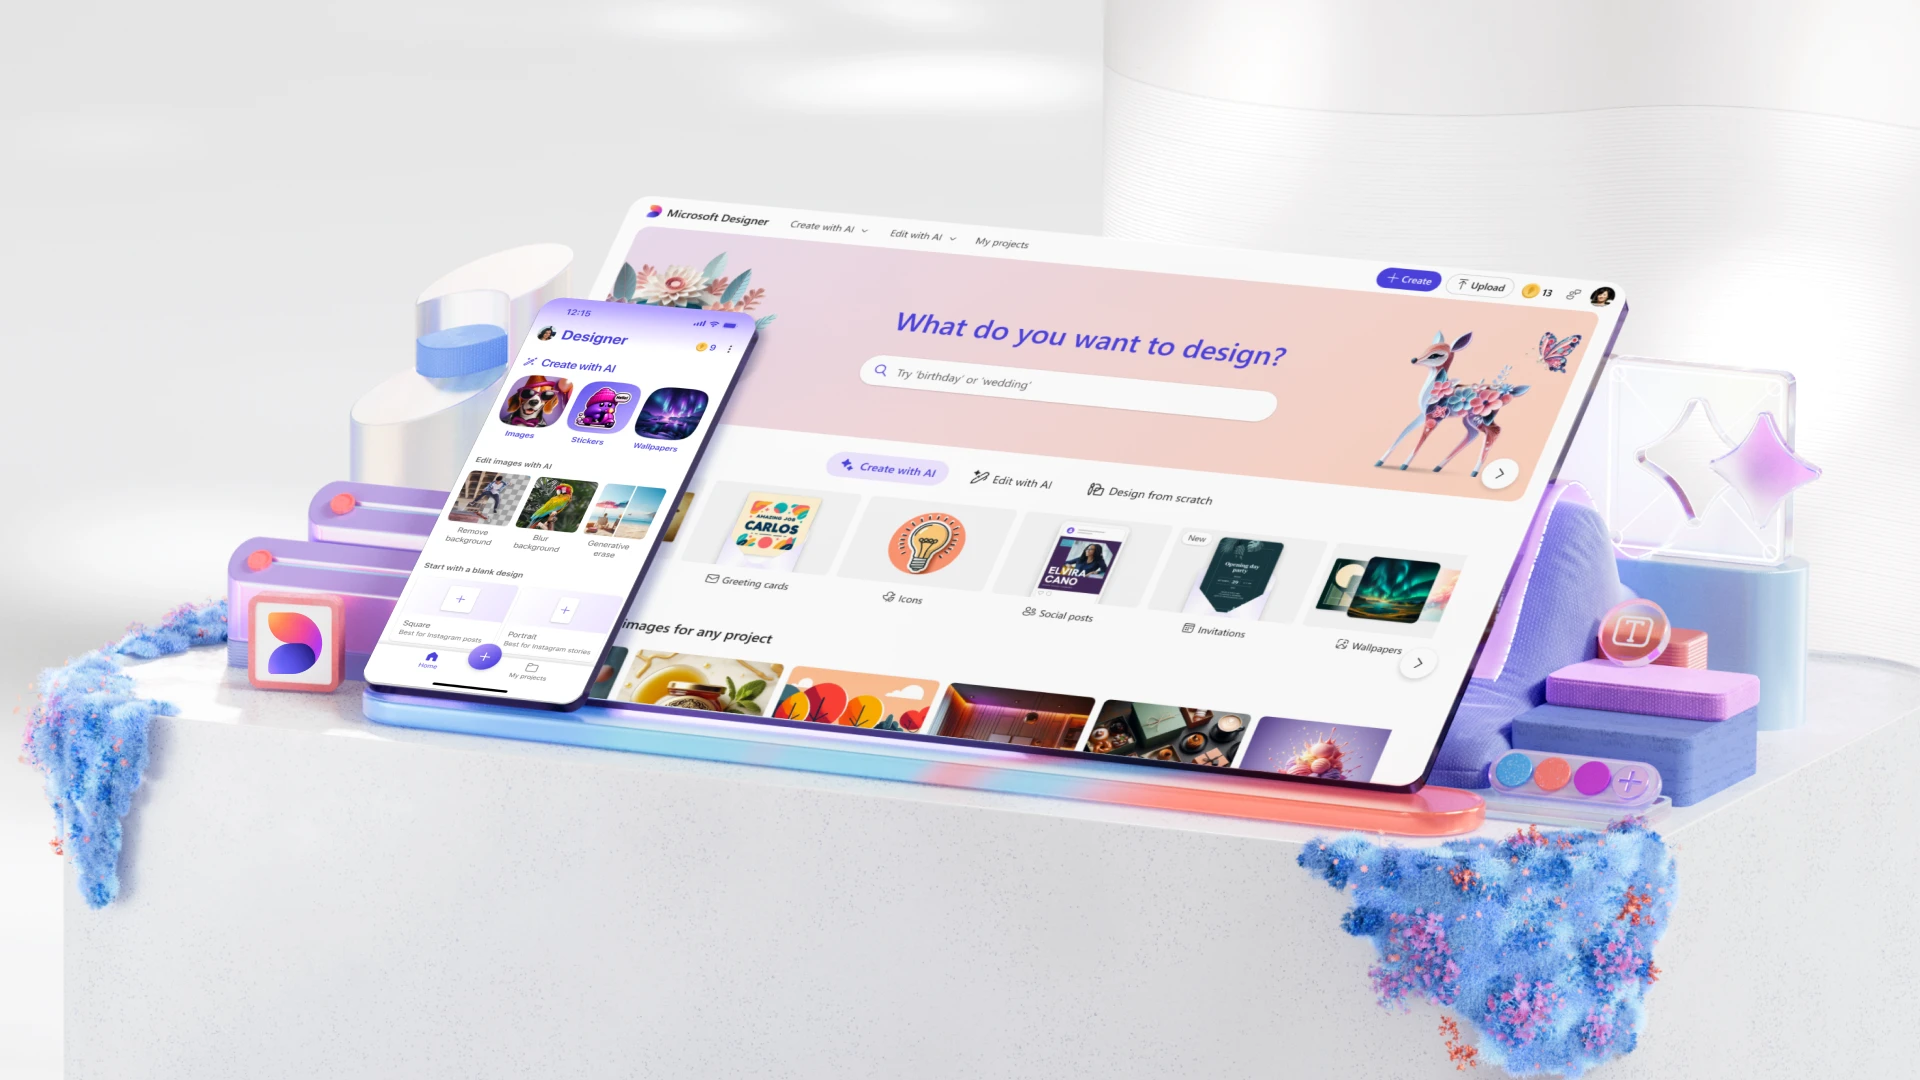 Microsoft Designer
Create with AI
Edit with AI
My projects
Create
Upload
13
What do you want to design?
Try 'birthday' or 'wedding'
Create with AI
Edit with AI
Design from scratch
AMAZING JOB
CARLOS
Greeting cards
Icons
ELVIRA
CANO
Social posts
New
Opening day
party
Invitations
Wallpapers
images for any project
12:15
Designer
9
Create with AI
Hello!
Images
Stickers
Wallpapers
Edit images with AI
Remove
background
Blur
background
Generative
erase
Start with a blank design
Square
Best for Instagram posts
Portrait
Best for Instagram stories
Home
My projects
T